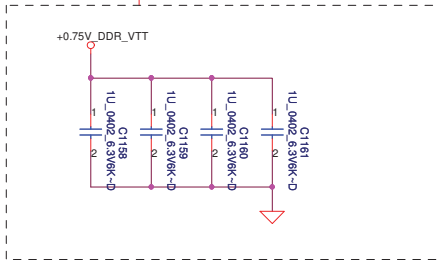 +0.75V_DDR_VTT
1
2
C1158
1U_0402_6.3V6K~D
1
2
C1159
1U_0402_6.3V6K~D
1
2
C1160
1U_0402_6.3V6K~D
1
2
C1161
1U_0402_6.3V6K~D